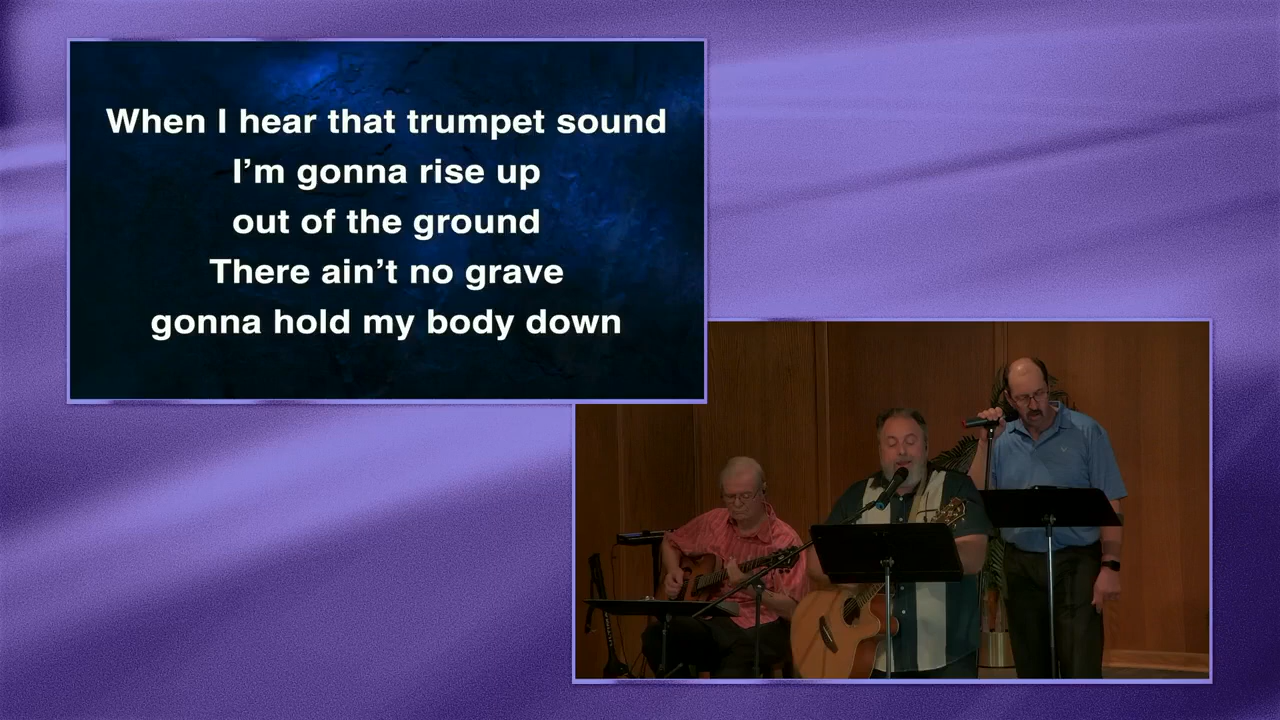 When I hear that trumpet sound
I’m gonna rise up
out of the ground
There ain’t no grave
gonna hold my body down